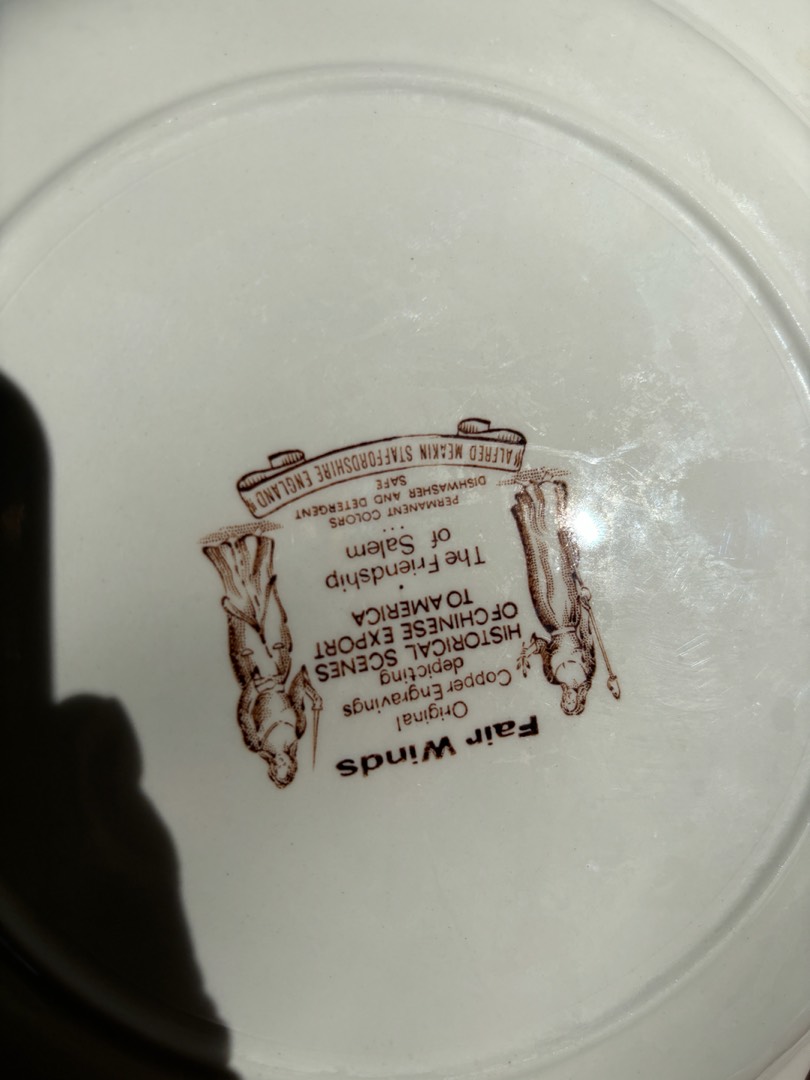 Fair Winds
Original
Copper Engravings
depicting
HISTORICAL SCENES
OF CHINESE EXPORT
TO AMERICA
•
The Friendship
of Salem
...
PERMANENT COLORS
DISHWASHER AND DETERGENT
SAFE
ALFRED MEAKIN STAFFORDSHIRE ENGLAND